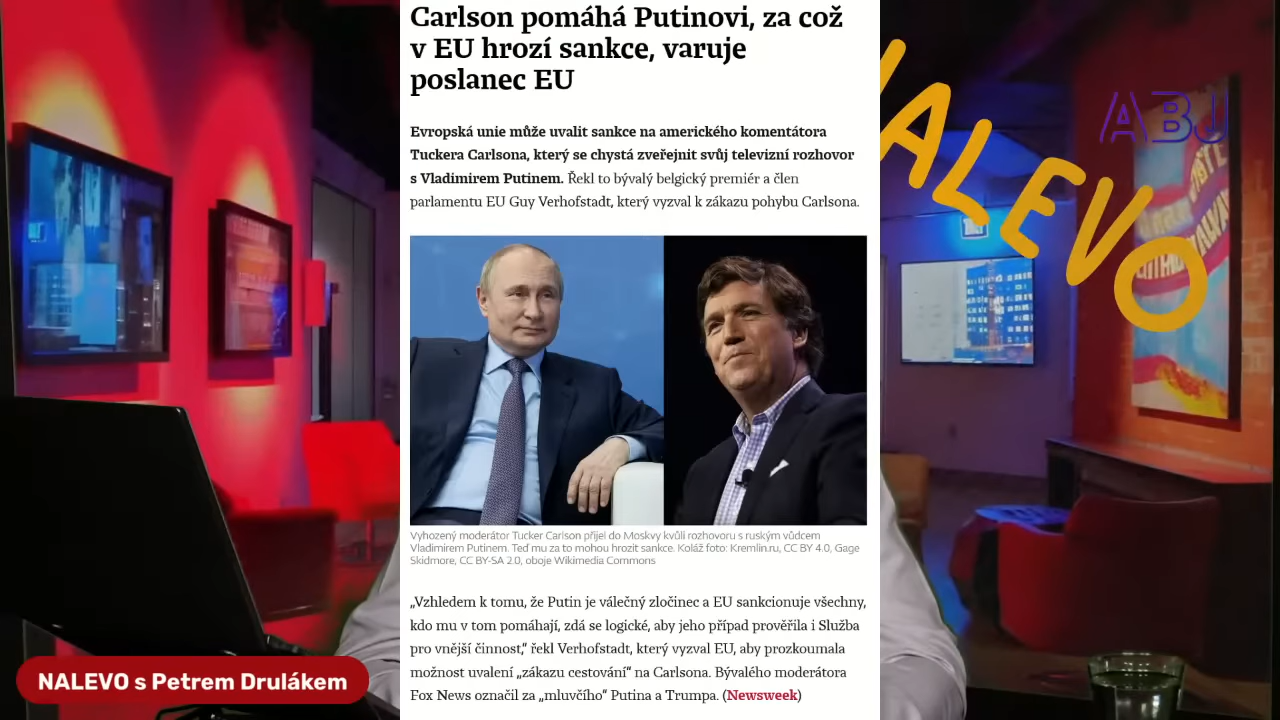 Carlson pomáhá Putinovi, za což
v EU hrozí sankce, varuje
poslanec EU
Evropská unie může uvalit sankce na amerického komentátora
Tuckera Carlsona, který se chystá zveřejnit svůj televizní rozhovor
s Vladimirem Putinem. Řekl to bývalý belgický premiér a člen
parlamentu EU Guy Verhofstadt, který vyzval k zákazu pohybu Carlsona.
Vyhozený moderátor Tucker Carlson přijel do Moskvy kvůli rozhovoru s ruským vůdcem
Vladimirem Putinem. Teď mu za to mohou hrozit sankce. Koláž foto: Kremlin.ru, CC BY 4.0, Gage
Skidmore, CC BY-SA 2.0, oboje Wikimedia Commons
„Vzhledem k tomu, že Putin je válečný zločinec a EU sankcionuje všechny,
kdo mu v tom pomáhají, zdá se logické, aby jeho případ prověřila i Služba
pro vnější činnost,“ řekl Verhofstadt, který vyzval EU, aby prozkoumala
možnost uvalení „zákazu cestování“ na Carlsona. Bývalého moderátora
Fox News označil za „mluvčího“ Putina a Trumpa. (Newsweek)
ABJ
NALEVO
NALEVO s Petrem Drulákem